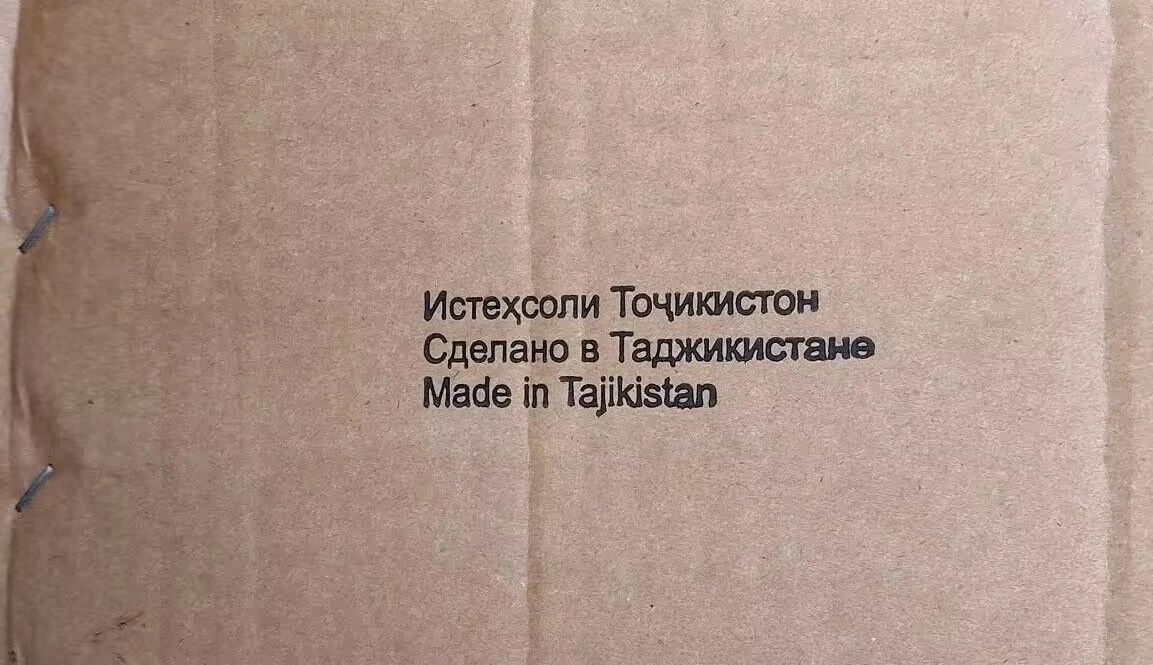 Истеҳсоли Тоҷикистон
Сделано в Таджикистане
Made in Tajikistan